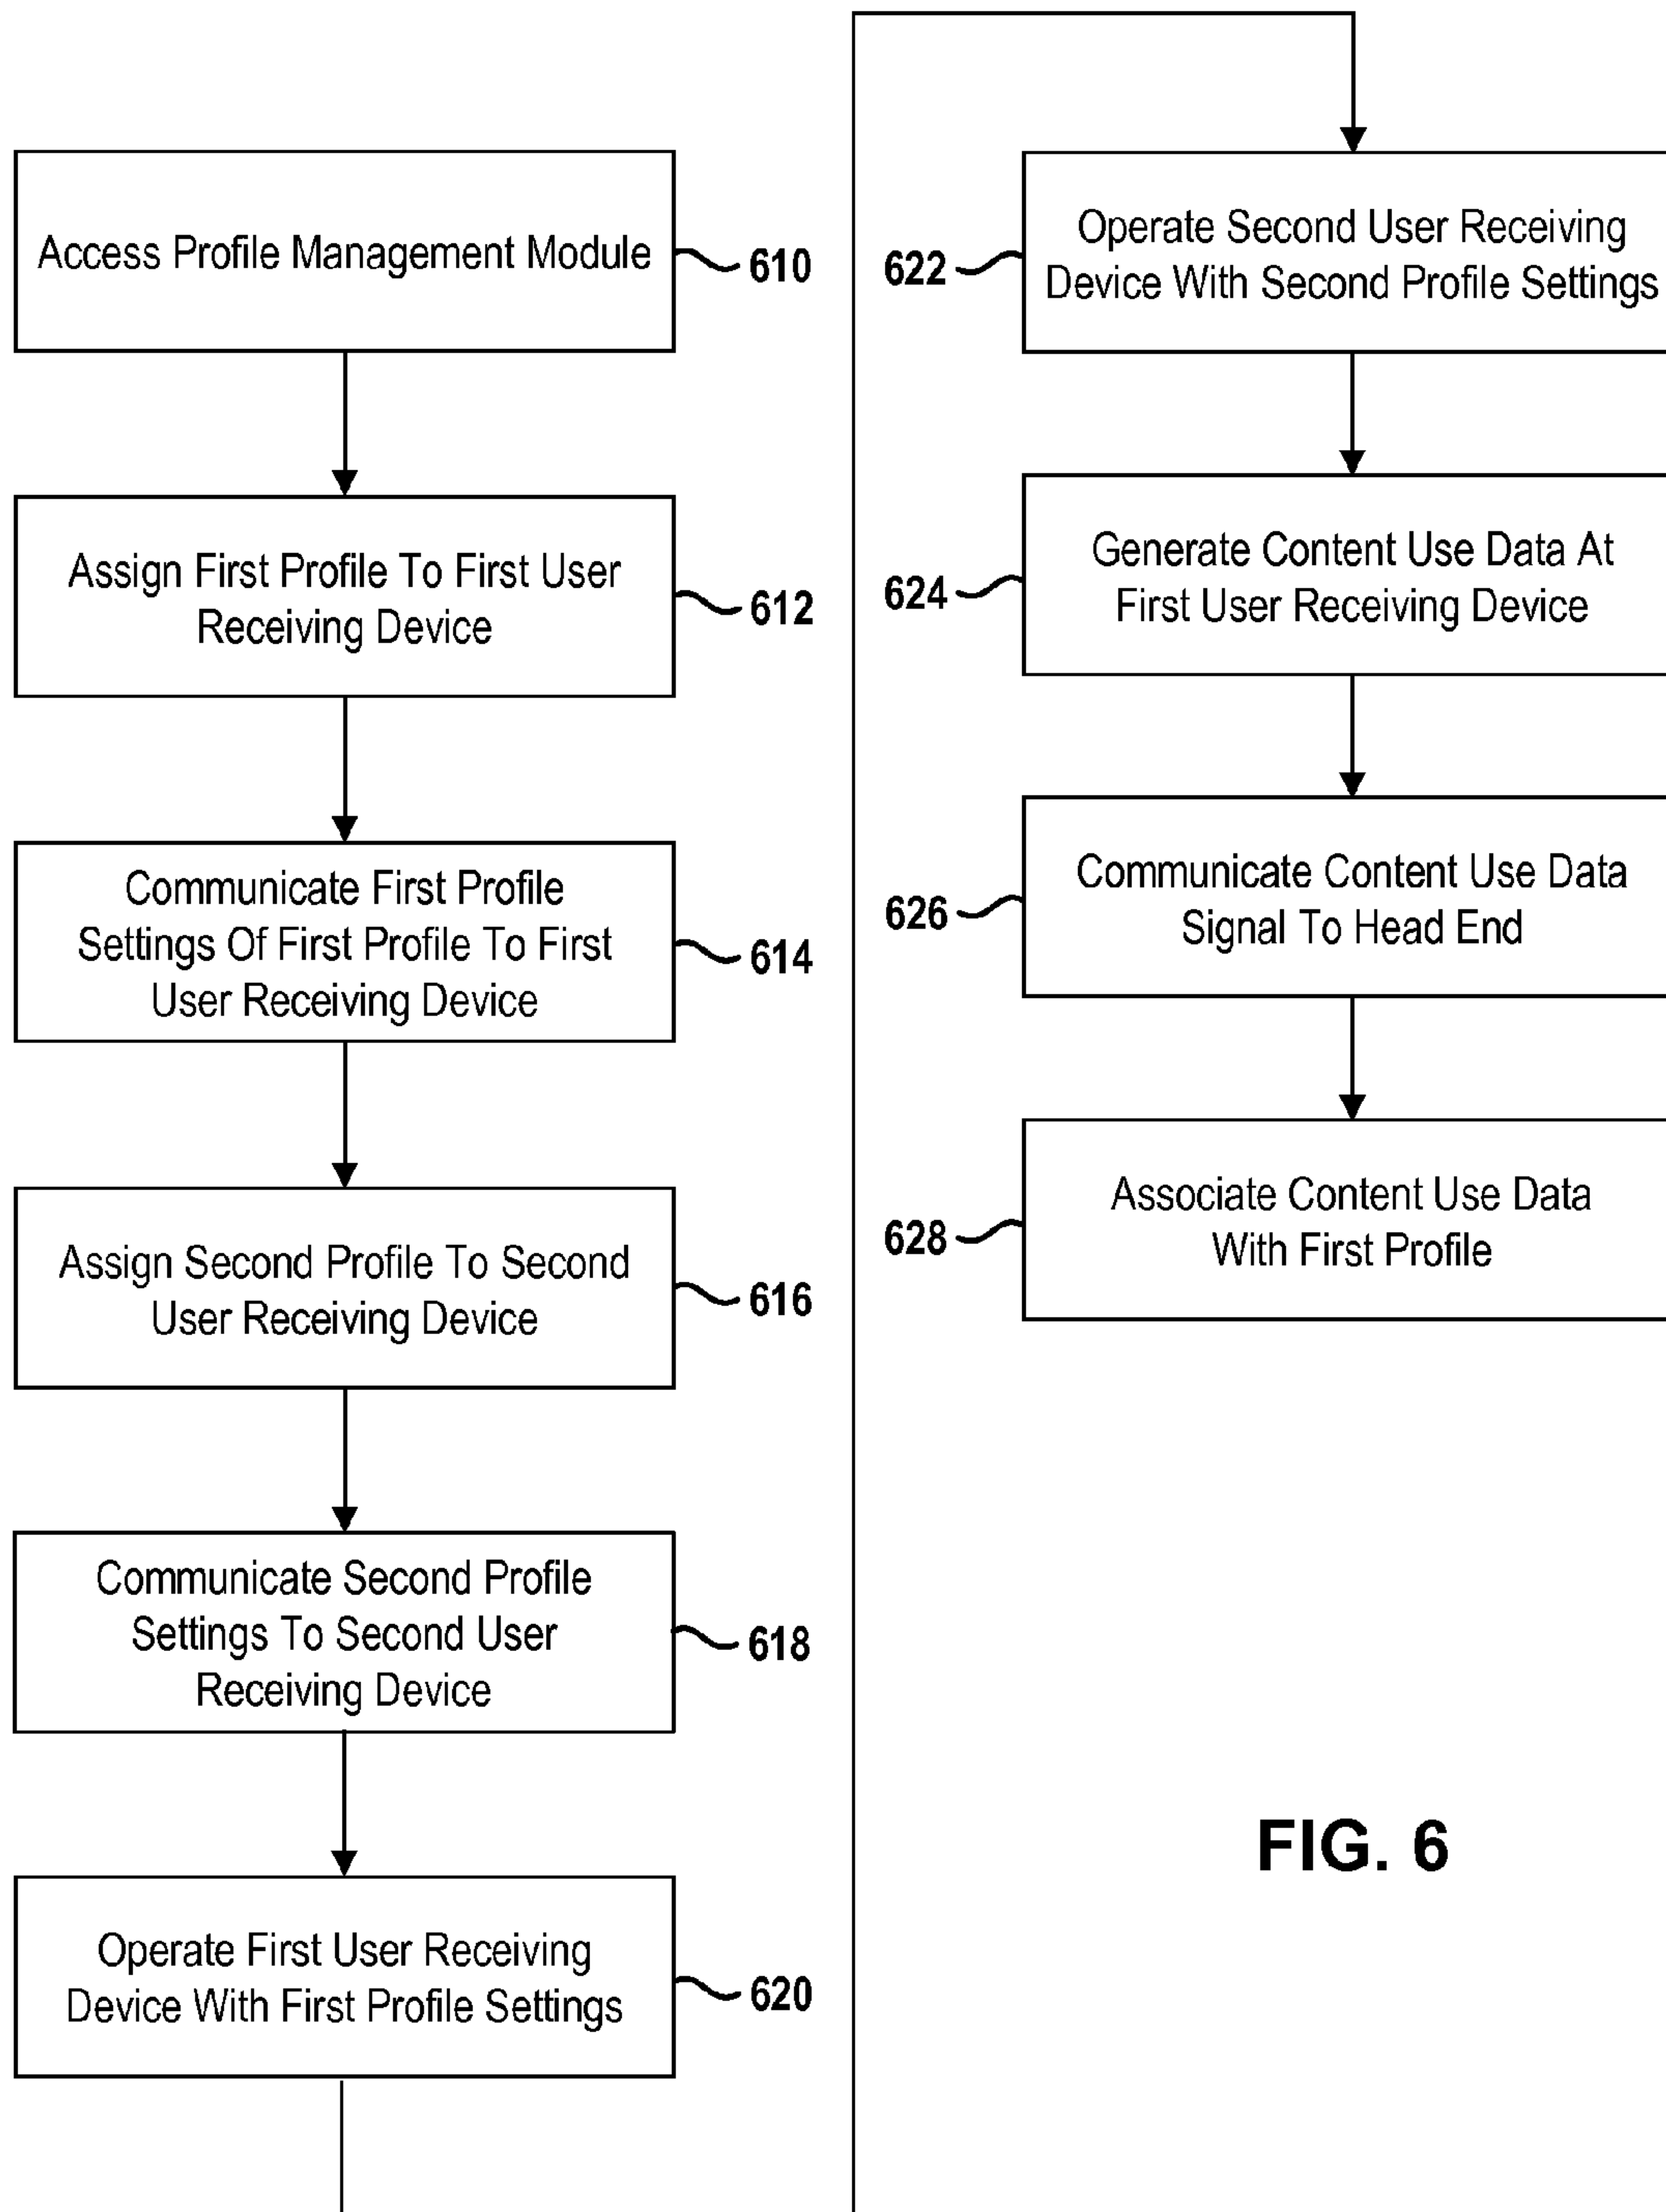 Access Profile Management Module
610
Assign First Profile To First User
Receiving Device
612
Communicate First Profile
Settings Of First Profile To First
User Receiving Device
614
Assign Second Profile To Second
User Receiving Device
616
Communicate Second Profile
Settings To Second User
Receiving Device
618
Operate First User Receiving
Device With First Profile Settings
620
Operate Second User Receiving
Device With Second Profile Settings
622
Generate Content Use Data At
First User Receiving Device
624
Communicate Content Use Data
Signal To Head End
626
Associate Content Use Data
With First Profile
628
FIG. 6